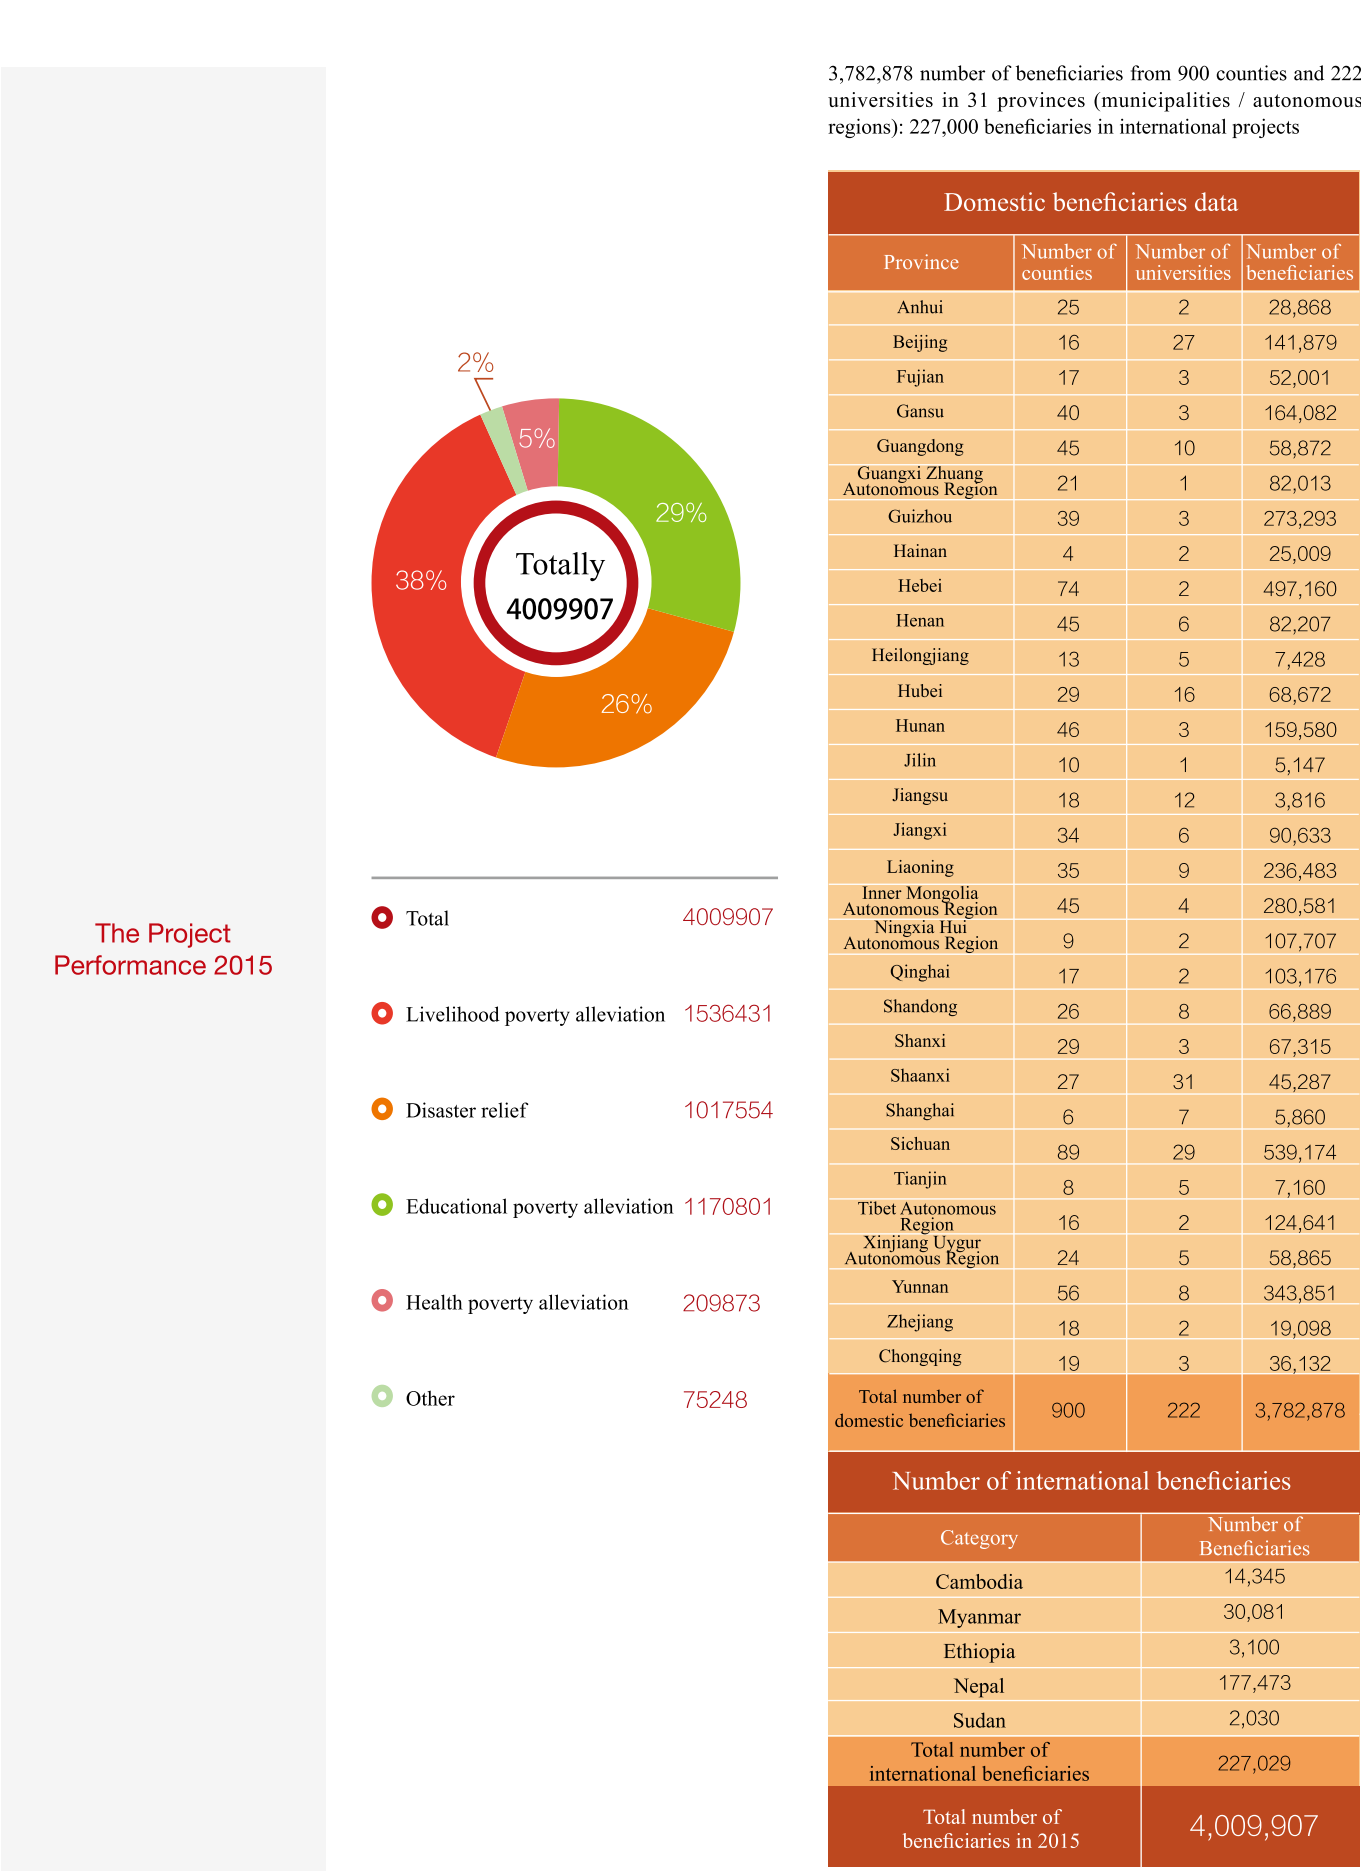 The Project
Performance 2015
2%
5%
29%
38%
26%
Totally
4009907
Total 4009907
Livelihood poverty alleviation 1536431
Disaster relief 1017554
Educational poverty alleviation 1170801
Health poverty alleviation 209873
Other 75248
3,782,878 number of beneficiaries from 900 counties and 222
universities in 31 provinces (municipalities / autonomous
regions): 227,000 beneficiaries in international projects
Domestic beneficiaries data
Province
Number of
counties
Number of
universities
Number of
beneficiaries
Anhui 25 2 28,868
Beijing 16 27 141,879
Fujian 17 3 52,001
Gansu 40 3 164,082
Guangdong 45 10 58,872
Guangxi Zhuang
Autonomous Region 21 1 82,013
Guizhou 39 3 273,293
Hainan 4 2 25,009
Hebei 74 2 497,160
Henan 45 6 82,207
Heilongjiang 13 5 7,428
Hubei 29 16 68,672
Hunan 46 3 159,580
Jilin 10 1 5,147
Jiangsu 18 12 3,816
Jiangxi 34 6 90,633
Liaoning 35 9 236,483
Inner Mongolia
Autonomous Region 45 4 280,581
Ningxia Hui
Autonomous Region 9 2 107,707
Qinghai 17 2 103,176
Shandong 26 8 66,889
Shanxi 29 3 67,315
Shaanxi 27 31 45,287
Shanghai 6 7 5,860
Sichuan 89 29 539,174
Tianjin 8 5 7,160
Tibet Autonomous
Region 16 2 124,641
Xinjiang Uygur
Autonomous Region 24 5 58,865
Yunnan 56 8 343,851
Zhejiang 18 2 19,098
Chongqing 19 3 36,132
Total number of
domestic beneficiaries 900 222 3,782,878
Number of international beneficiaries
Category
Number of
Beneficiaries
Cambodia 14,345
Myanmar 30,081
Ethiopia 3,100
Nepal 177,473
Sudan 2,030
Total number of
international beneficiaries 227,029
Total number of
beneficiaries in 2015 4,009,907